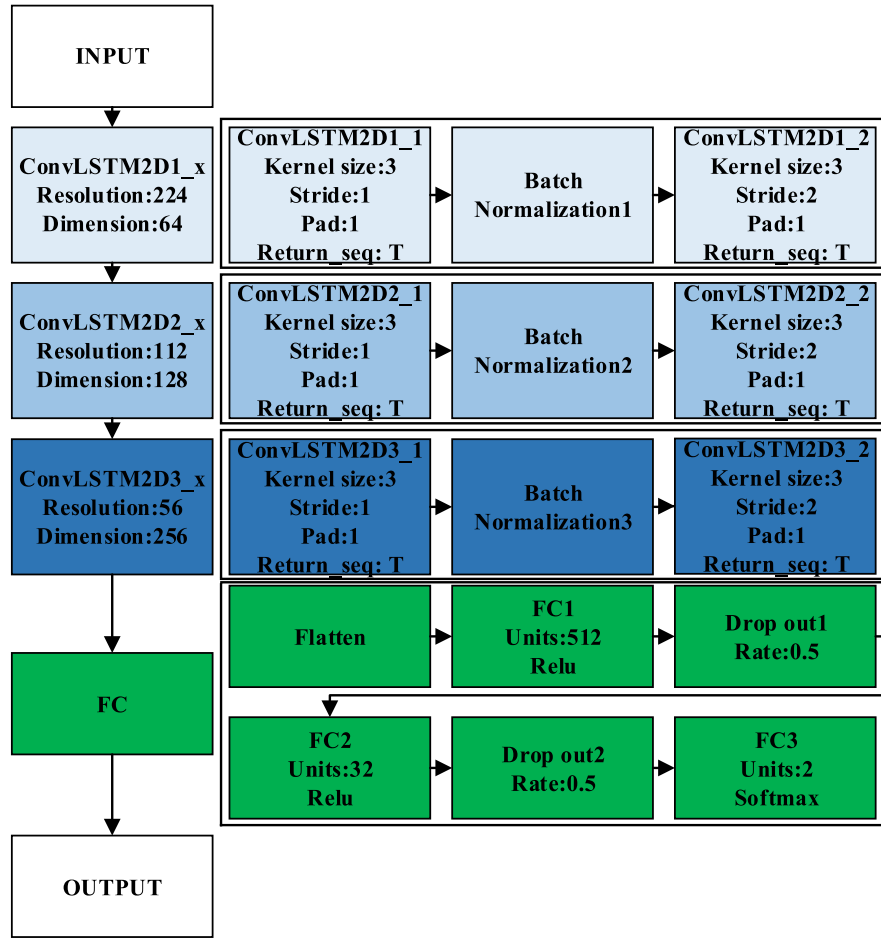 INPUT
ConvLSTM2D1_x
Resolution:224
Dimension:64
ConvLSTM2D1_1
Kernel size:3
Stride:1
Pad:1
Return_seq: T
Batch
Normalization1
ConvLSTM2D1_2
Kernel size:3
Stride:2
Pad:1
Return_seq: T
ConvLSTM2D2_x
Resolution:112
Dimension:128
ConvLSTM2D2_1
Kernel size:3
Stride:1
Pad:1
Return_seq: T
Batch
Normalization2
ConvLSTM2D2_2
Kernel size:3
Stride:2
Pad:1
Return_seq: T
ConvLSTM2D3_x
Resolution:56
Dimension:256
ConvLSTM2D3_1
Kernel size:3
Stride:1
Pad:1
Return_seq: T
Batch
Normalization3
ConvLSTM2D3_2
Kernel size:3
Stride:2
Pad:1
Return_seq: T
FC
Flatten
FC1
Units:512
Relu
Drop out1
Rate:0.5
FC2
Units:32
Relu
Drop out2
Rate:0.5
FC3
Units:2
Softmax
OUTPUT